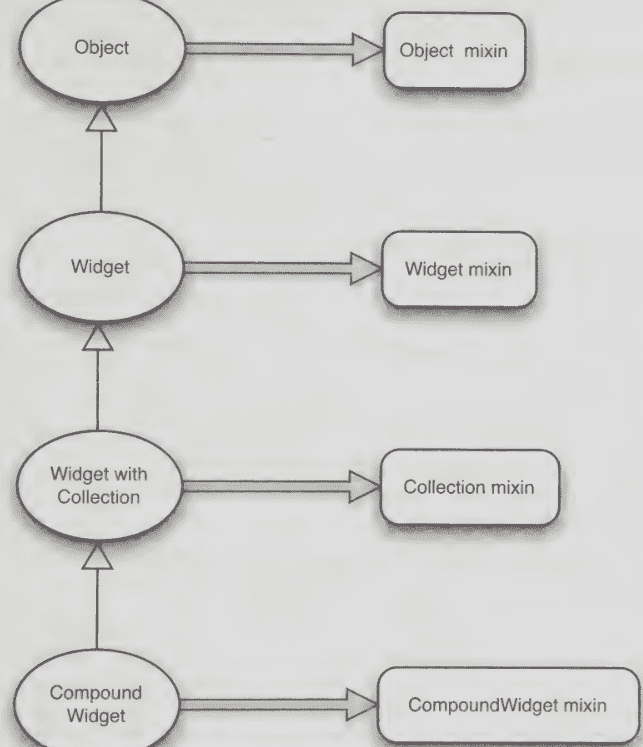 Object
Object mixin
Widget
Widget mixin
Widget with
Collection
Collection mixin
Compound
Widget
CompoundWidget mixin